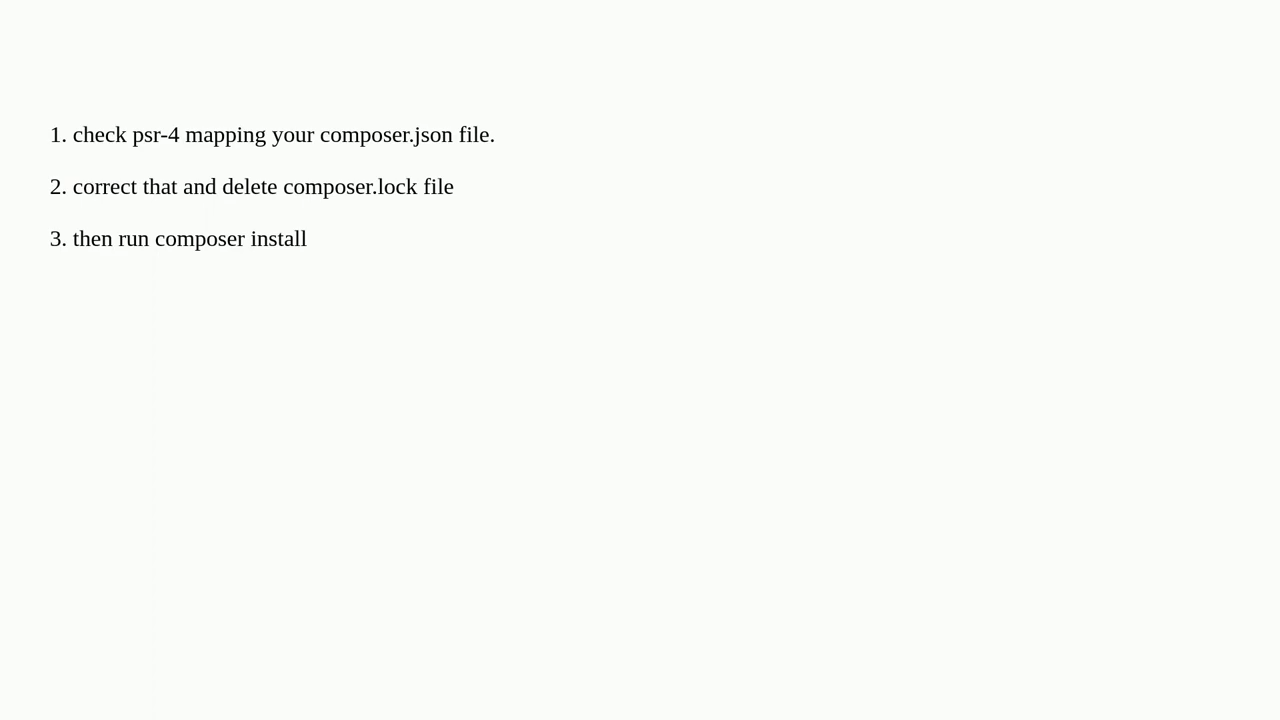 1. check psr-4 mapping your composer.json file.
2. correct that and delete composer.lock file
3. then run composer install